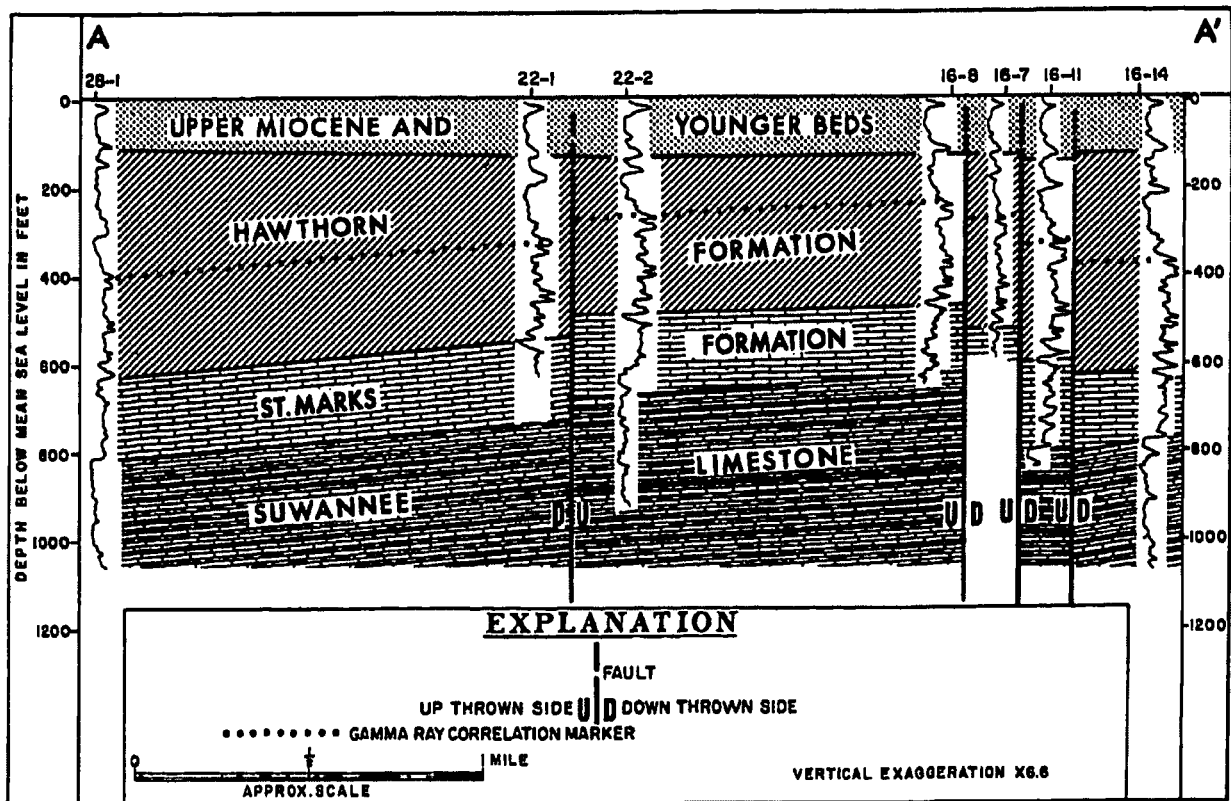 A A'
28-1 22-1 22-2 16-8 16-7 16-11 16-14
0 0
UPPER MIOCENE AND YOUNGER BEDS
200 200
HAWTHORN FORMATION
400 400
600 600
ST. MARKS FORMATION
800 800
SUWANNEE LIMESTONE
D U U D U D U D
1000 1000
1200 1200
DEPTH BELOW MEAN SEA LEVEL IN FEET
EXPLANATION
FAULT
UP THROWN SIDE U D DOWN THROWN SIDE
GAMMA RAY CORRELATION MARKER
0 1 MILE
APPROX. SCALE
VERTICAL EXAGGERATION X6.6